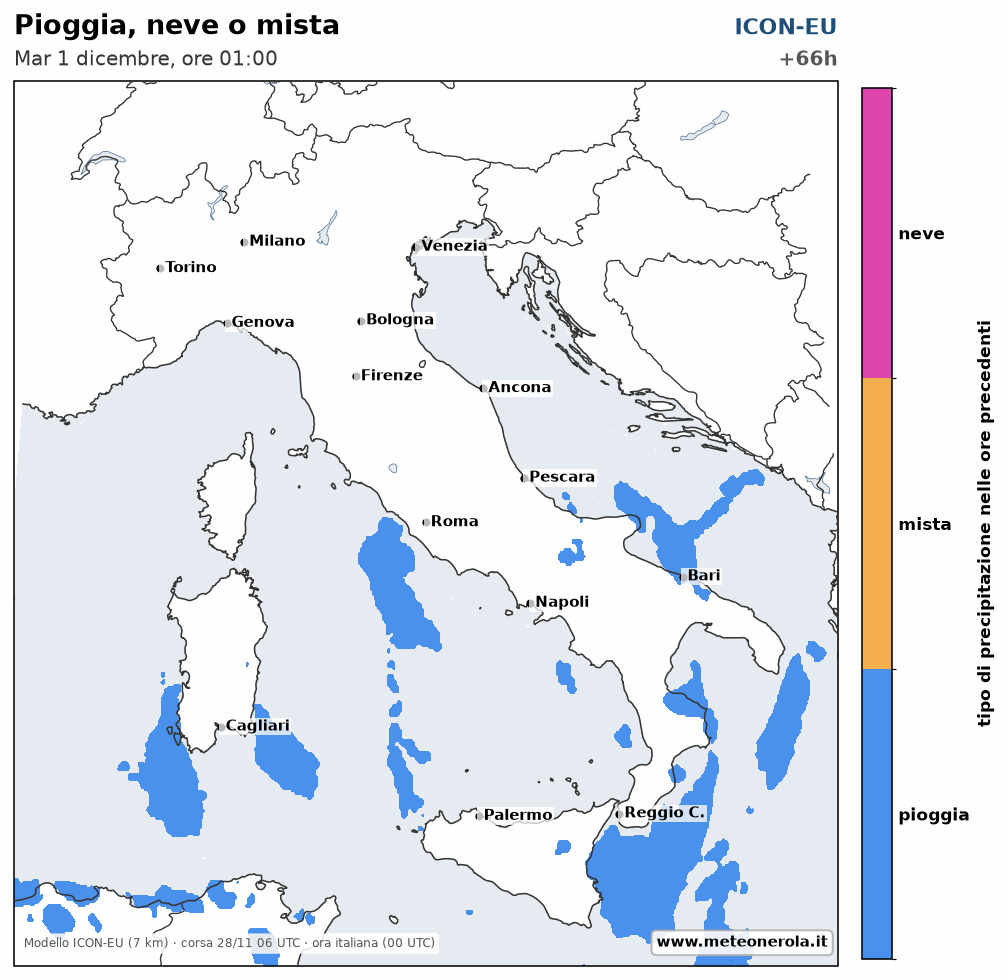 Pioggia, neve o mista
ICON-EU
Mar 1 dicembre, ore 01:00
+66h
neve
Milano
Venezia
Torino
Genova
Bologna
Firenze
Ancona
Pescara
Roma
mista
Bari
Napoli
tipo di precipitazione nelle ore precedenti
Cagliari
Palermo
Reggio C.
pioggia
Modello ICON-EU (7 km) · corsa 28/11 06 UTC · ora italiana (00 UTC)
www.meteonerola.it